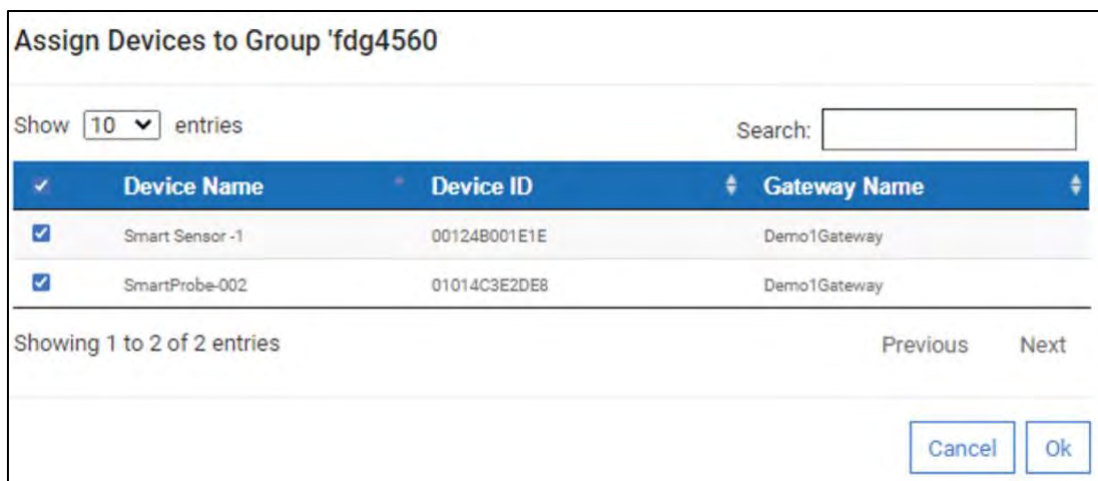 Assign Devices to Group 'fdg4560
Show 10 entries Search:
Device Name Device ID Gateway Name
Smart Sensor -1 00124B001E1E Demo1Gateway
SmartProbe-002 01014C3E2DE8 Demo1Gateway
Showing 1 to 2 of 2 entries Previous Next
Cancel Ok